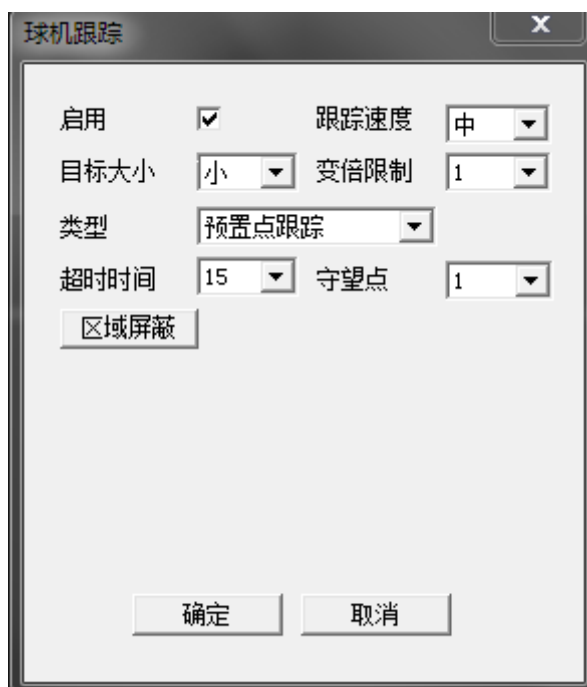 球机跟踪
启用 跟踪速度 中
目标大小 小 变倍限制 1
类型 预置点跟踪
超时时间 15 守望点 1
区域屏蔽
确定 取消